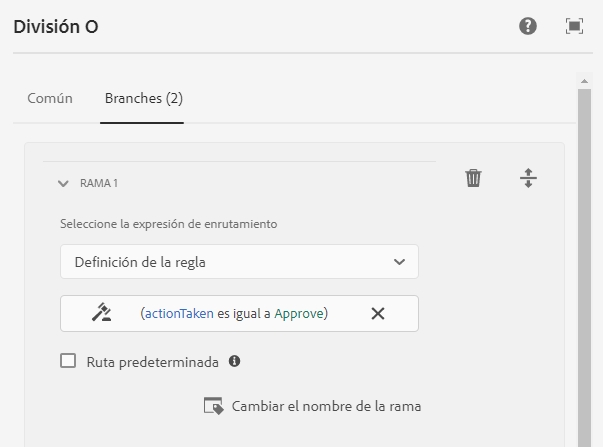 División O
Común Branches (2)
RAMA 1
Seleccione la expresión de enrutamiento
Definición de la regla
(actionTaken es igual a Approve)
Ruta predeterminada
Cambiar el nombre de la rama